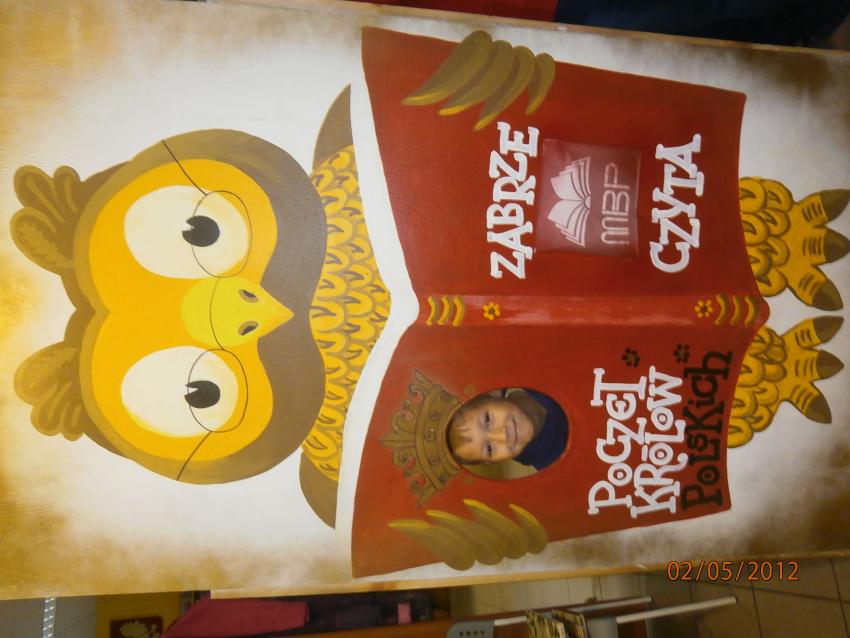 POCZET
KRÓLÓW
POLSKiCh
ZABRZE
MBP
CZYTA
02/05/2012